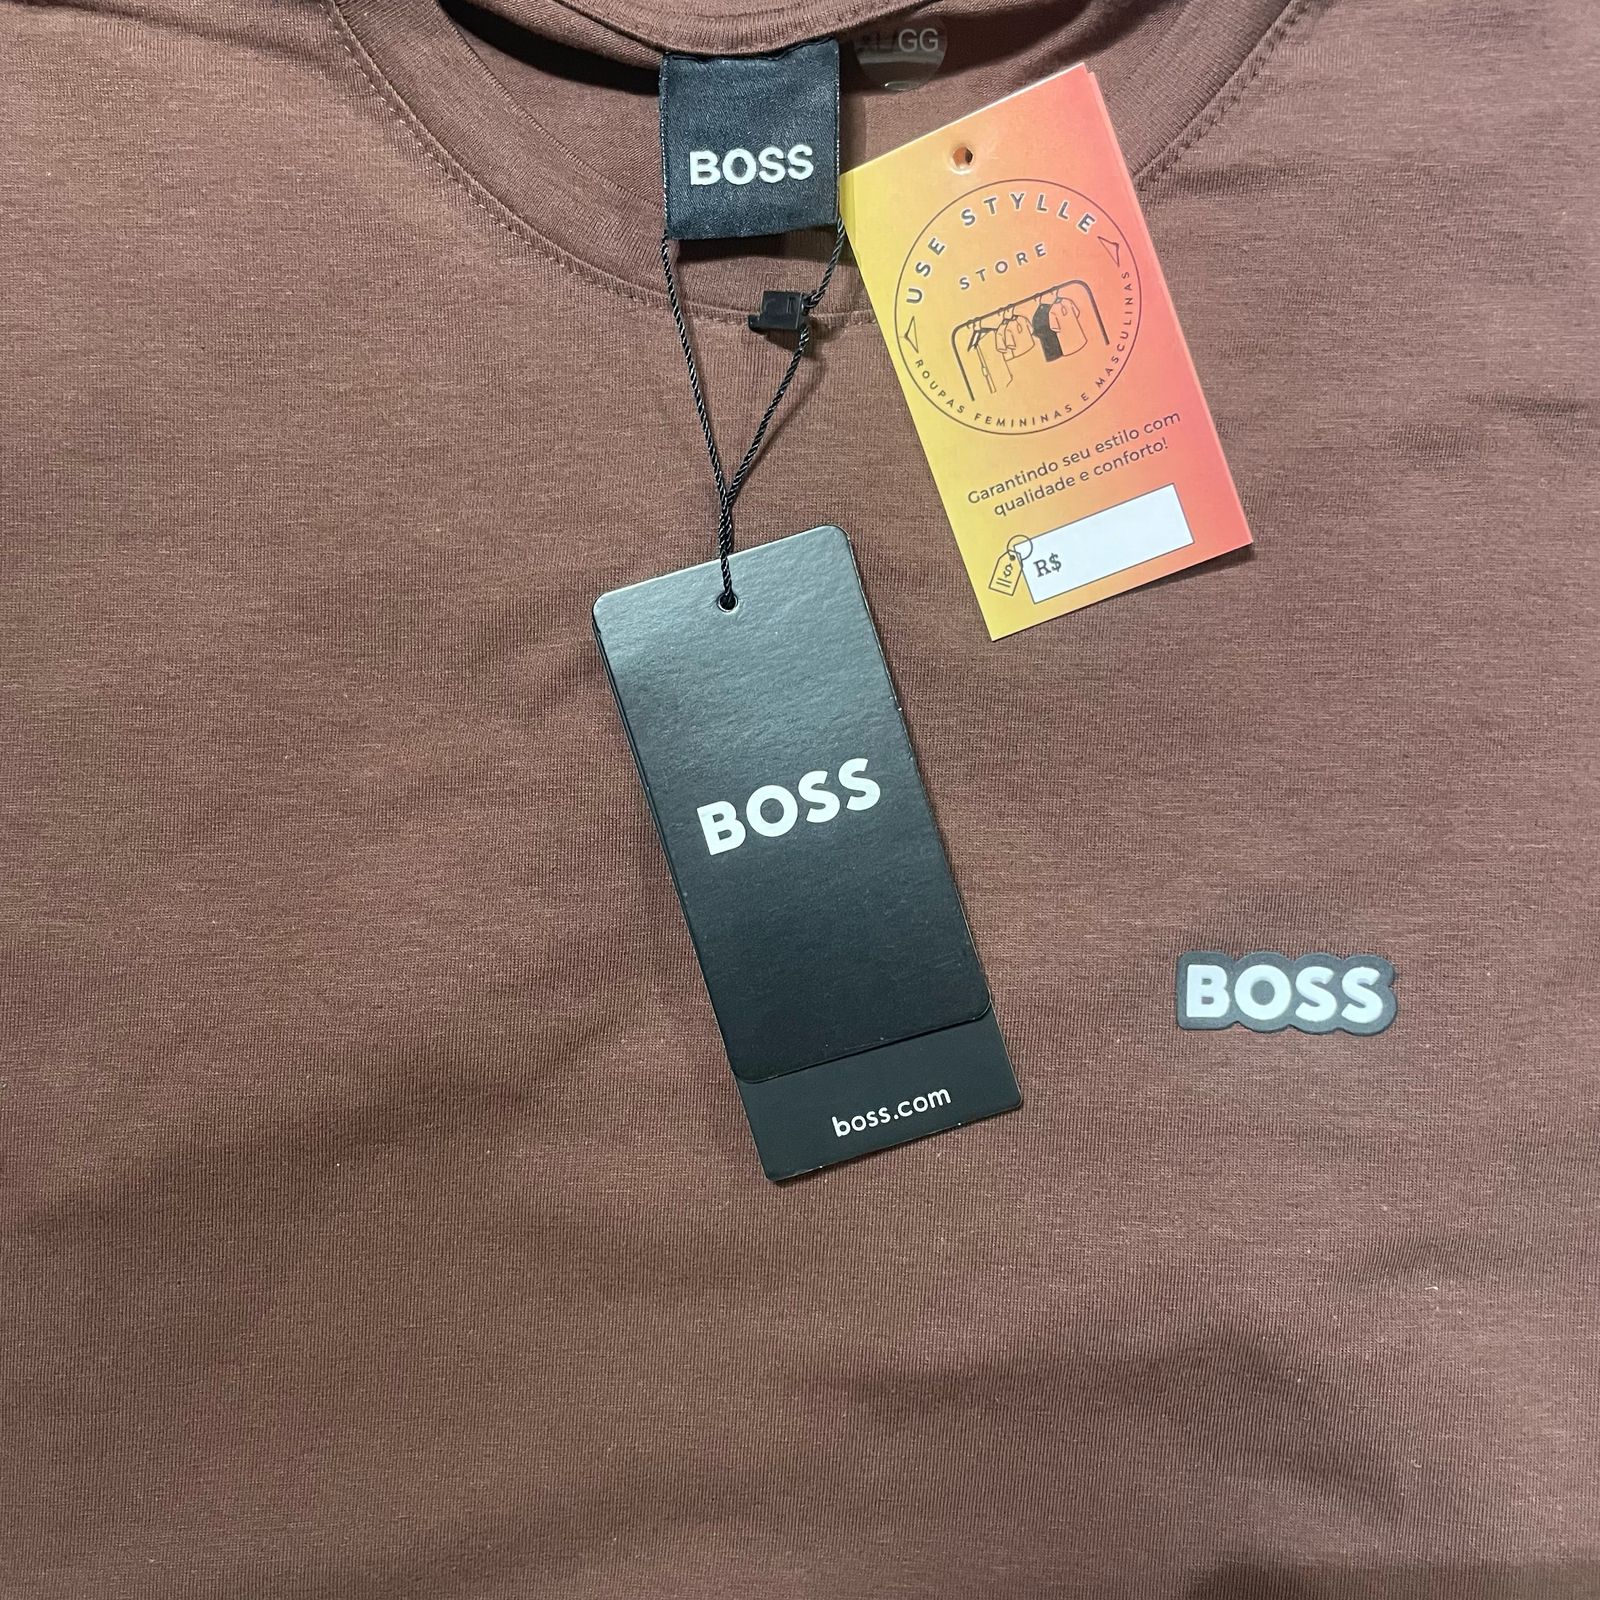 BOSS
XL/GG
USE STYLLE
STORE
ROUPAS FEMININAS E MASCULINAS
Garantindo seu estilo com
qualidade e conforto!
$
R$
BOSS
boss.com
BOSS